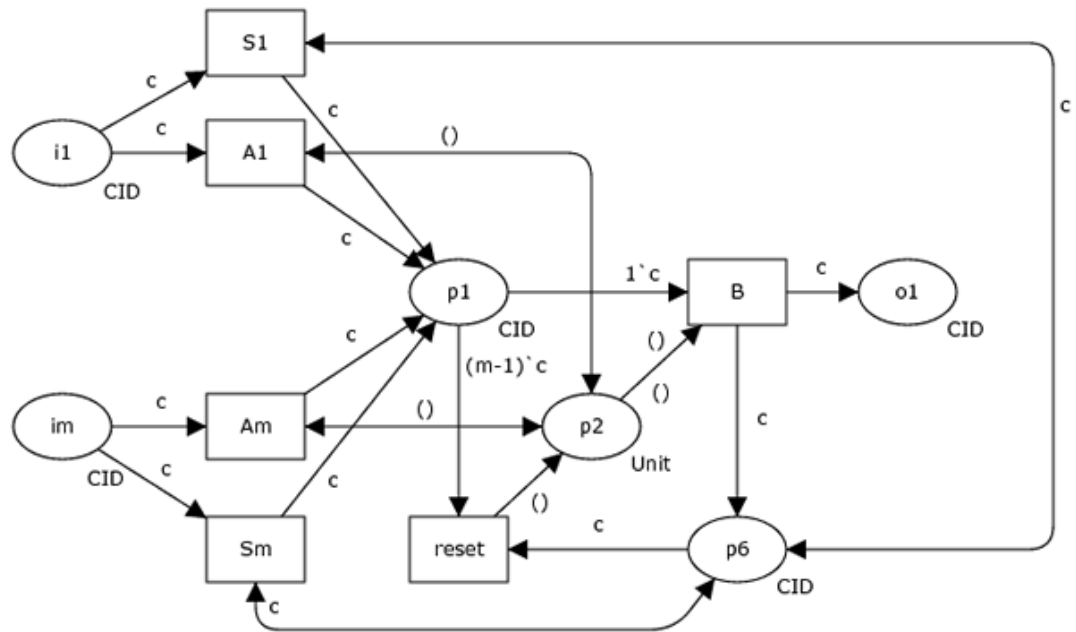 S1
c
c
c
c
()
i1
A1
CID
c
1`c
c
p1
B
o1
CID
CID
c
()
(m-1)`c
()
c
()
im
Am
p2
c
CID
c
Unit
c
()
c
Sm
reset
p6
CID
c